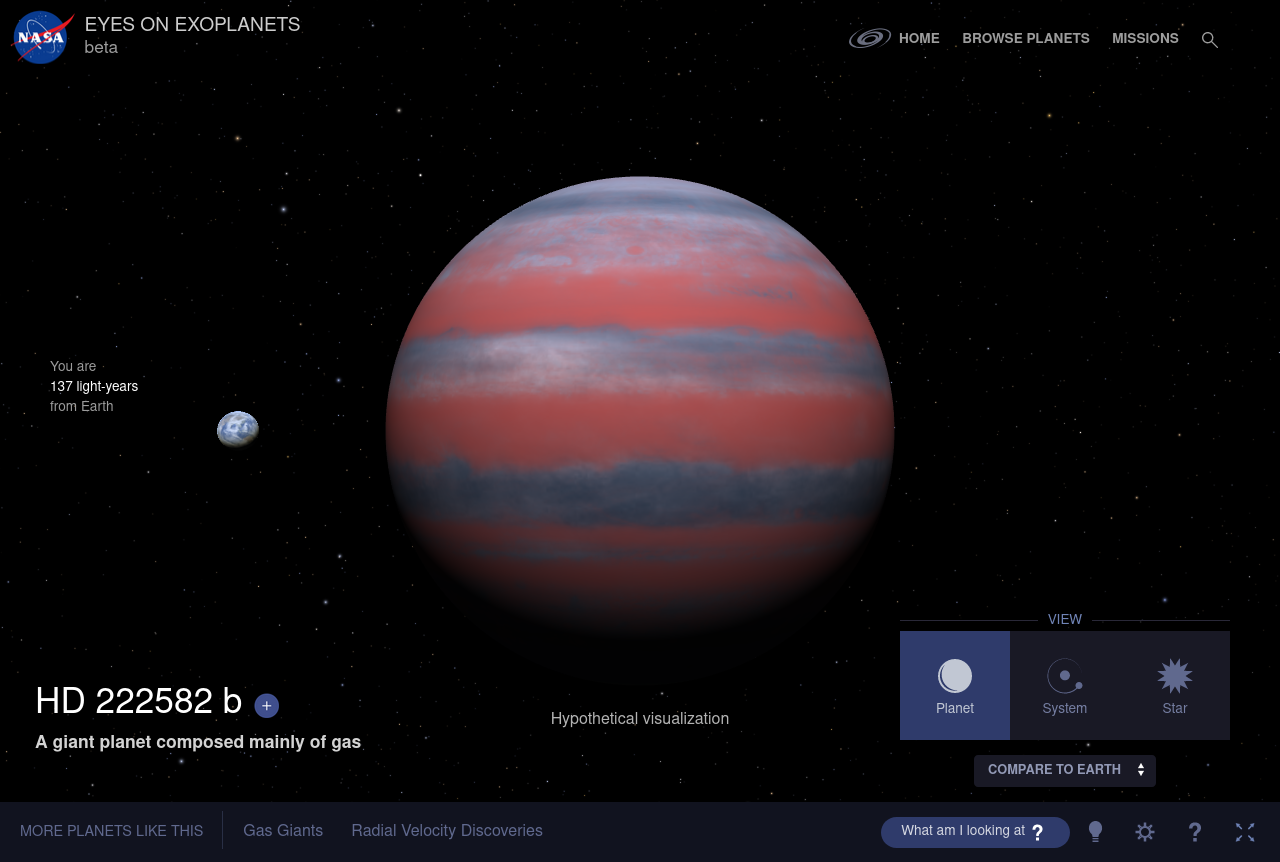 NASA
EYES ON EXOPLANETS
beta
HOME
BROWSE PLANETS
MISSIONS
You are
137 light-years
from Earth
VIEW
Planet
System
Star
HD 222582 b +
A giant planet composed mainly of gas
Hypothetical visualization
COMPARE TO EARTH
MORE PLANETS LIKE THIS
Gas Giants
Radial Velocity Discoveries
What am I looking at ?
?